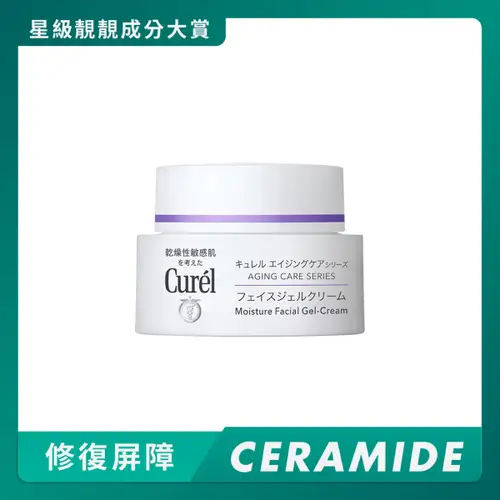 星級靚靚成分大賞
乾燥性敏感肌
を考えた
Curél
キュレル エイジングケアシリーズ
AGING CARE SERIES
フェイスジェルクリーム
Moisture Facial Gel-Cream
修復屏障
CERAMIDE